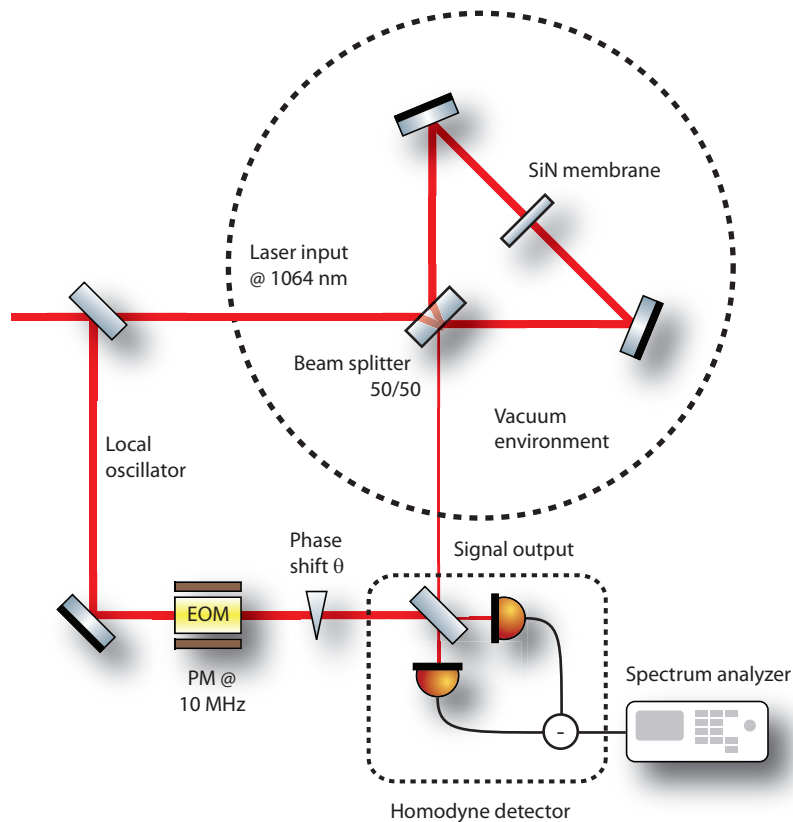 SiN membrane
Laser input
@ 1064 nm
Beam splitter
50/50
Vacuum
environment
Local
oscillator
Phase
shift θ
Signal output
EOM
PM @
10 MHz
Spectrum analyzer
-
Homodyne detector